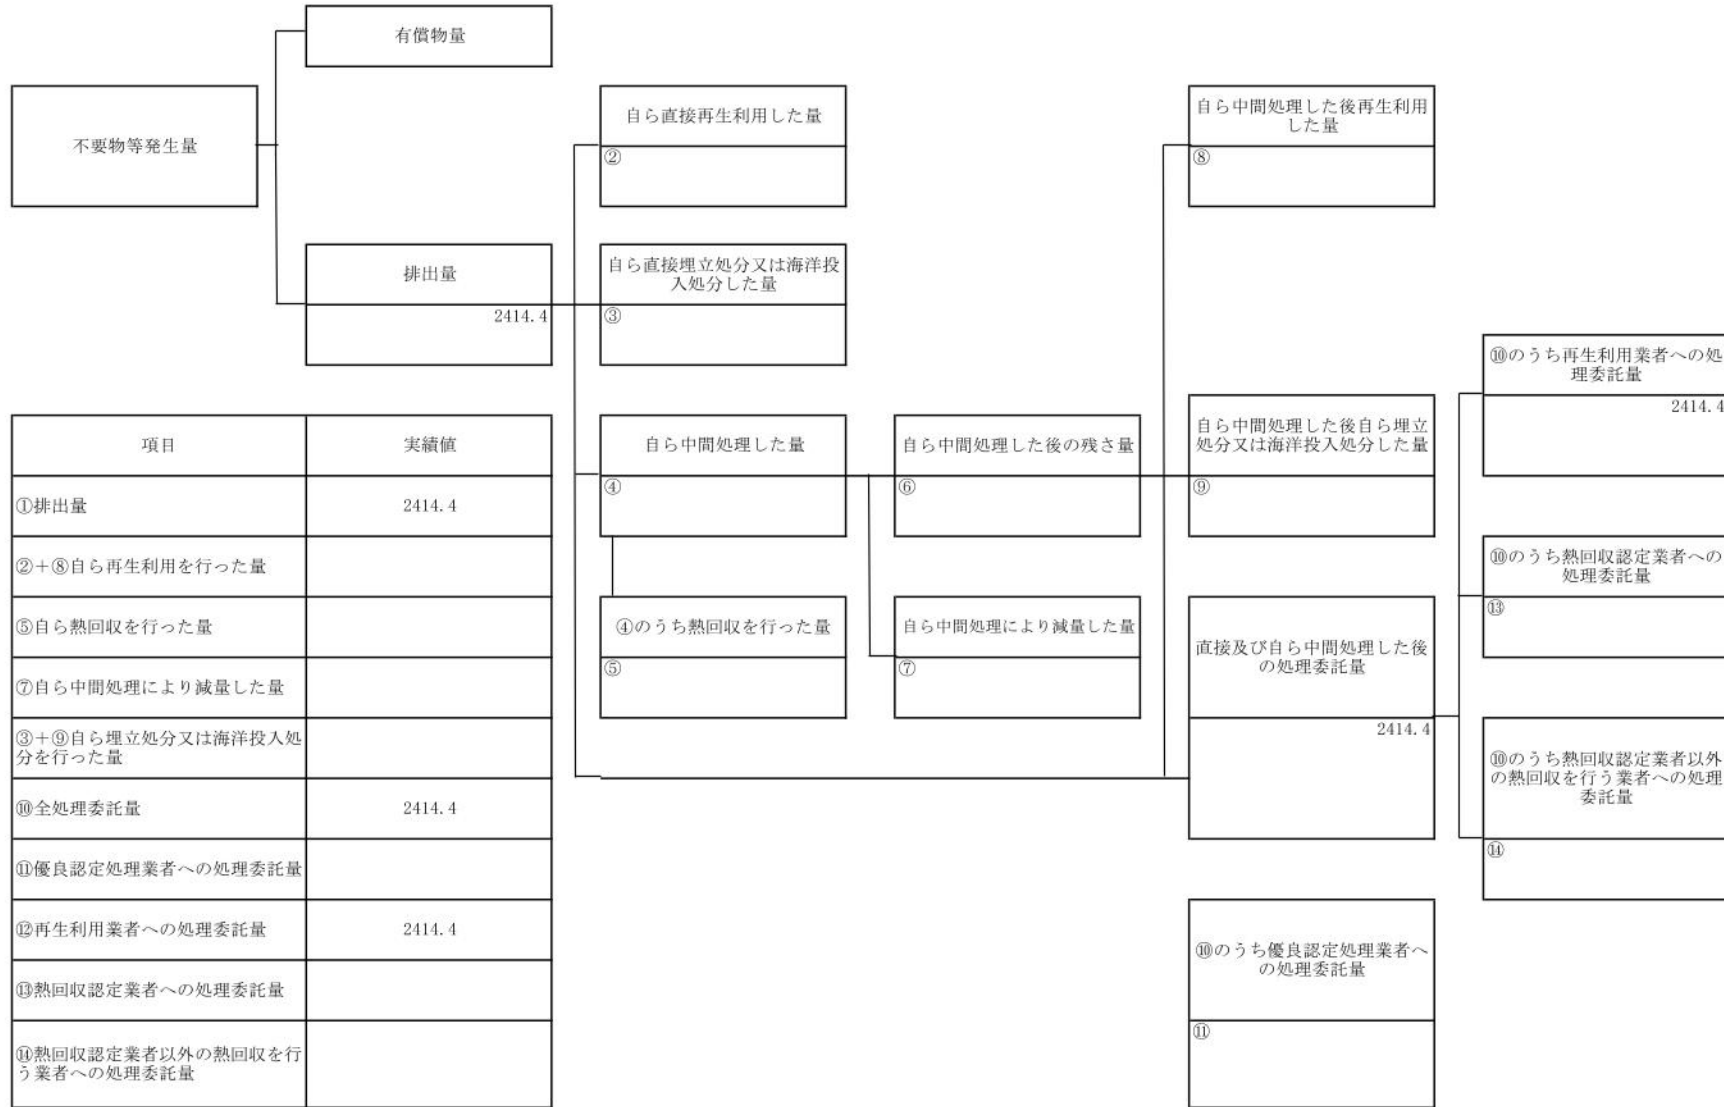 有償物量
不要物等発生量
自ら直接再生利用した量
②
自ら中間処理した後再生利用
した量
⑧
排出量
2414.4
自ら直接埋立処分又は海洋投
入処分した量
③
⑩のうち再生利用業者への処
理委託量
2414.4
自ら中間処理した量
④
自ら中間処理した後の残さ量
⑥
自ら中間処理した後自ら埋立
処分又は海洋投入処分した量
⑨
⑩のうち熱回収認定業者への
処理委託量
⑬
④のうち熱回収を行った量
⑤
自ら中間処理により減量した量
⑦
直接及び自ら中間処理した後
の処理委託量
2414.4
⑩のうち熱回収認定業者以外
の熱回収を行う業者への処理
委託量
⑭
⑩のうち優良認定処理業者へ
の処理委託量
⑪
項目 実績値
①排出量 2414.4
②+⑧自ら再生利用を行った量
⑤自ら熱回収を行った量
⑦自ら中間処理により減量した量
③+⑨自ら埋立処分又は海洋投入処
分を行った量
⑩全処理委託量 2414.4
⑪優良認定処理業者への処理委託量
⑫再生利用業者への処理委託量 2414.4
⑬熱回収認定業者への処理委託量
⑭熱回収認定業者以外の熱回収を行
う業者への処理委託量